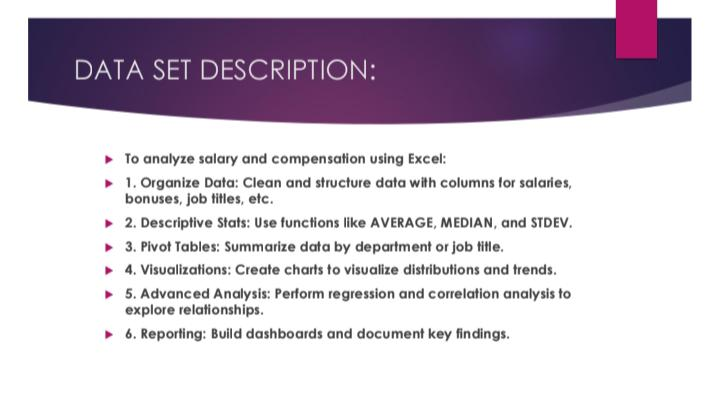 DATA SET DESCRIPTION:
To analyze salary and compensation using Excel:
1. Organize Data: Clean and structure data with columns for salaries,
bonuses, job titles, etc.
2. Descriptive Stats: Use functions like AVERAGE, MEDIAN, and STDEV.
3. Pivot Tables: Summarize data by department or job title.
4. Visualizations: Create charts to visualize distributions and trends.
5. Advanced Analysis: Perform regression and correlation analysis to
explore relationships.
6. Reporting: Build dashboards and document key findings.